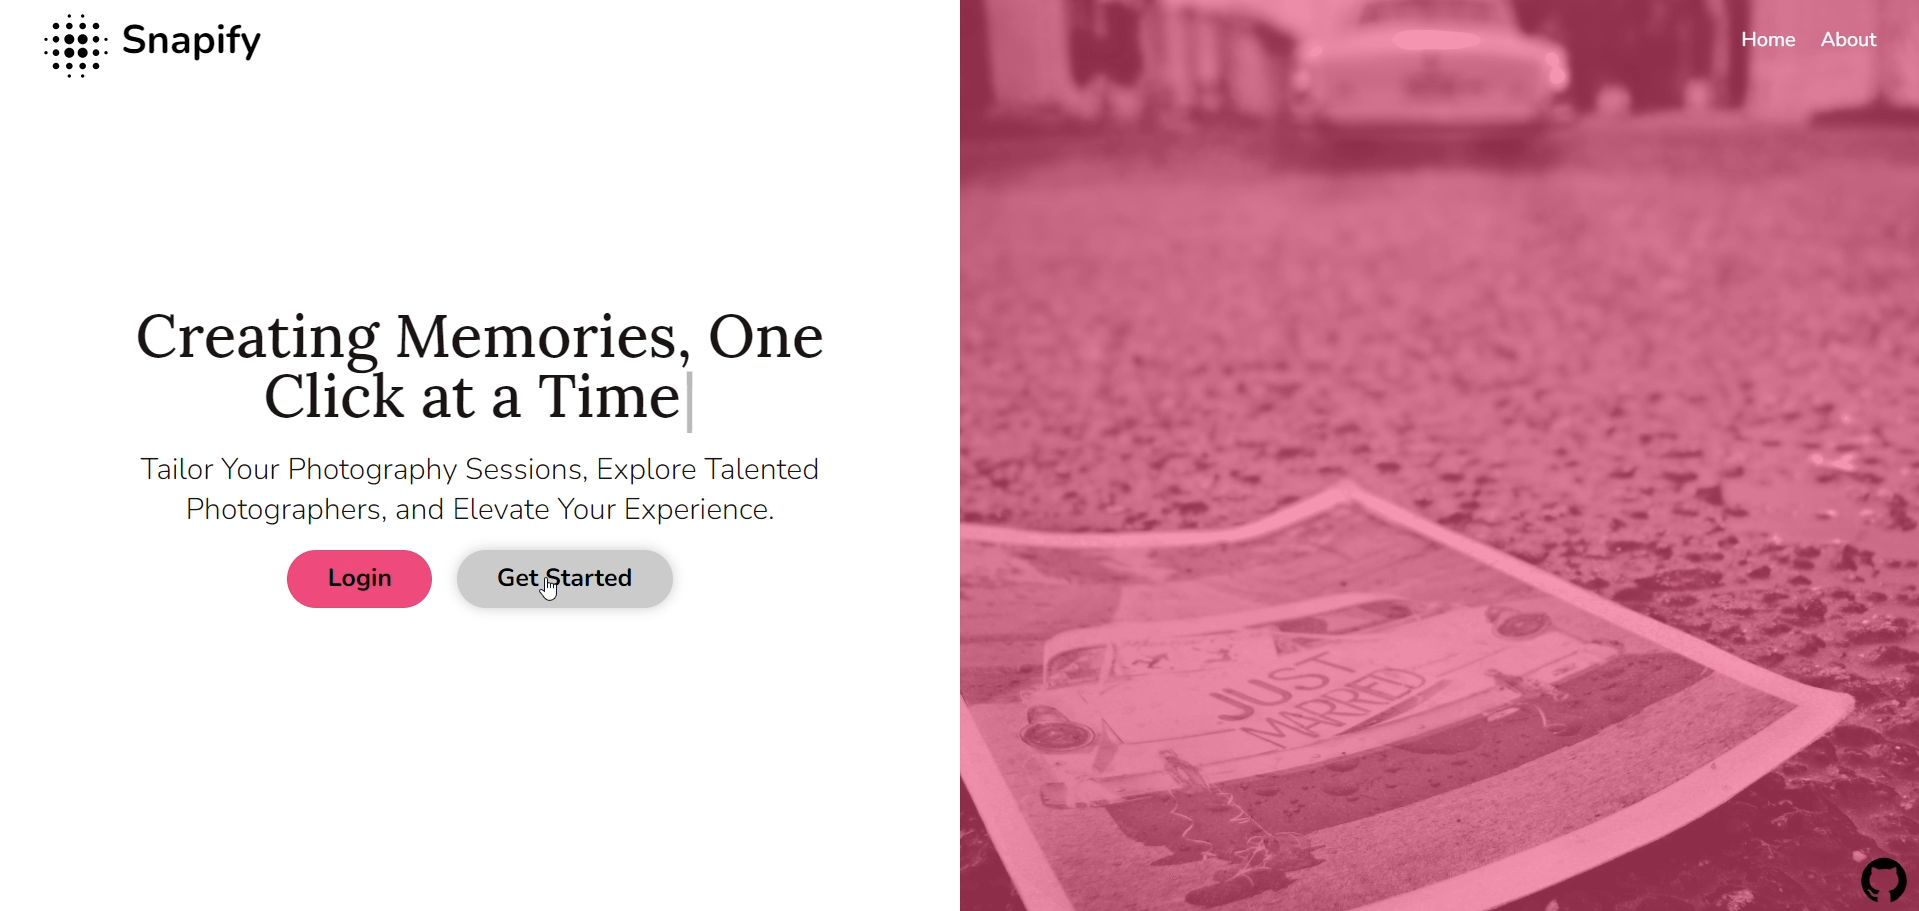 Snapify
Home About
Creating Memories, One
Click at a Time
Tailor Your Photography Sessions, Explore Talented
Photographers, and Elevate Your Experience.
Login Get Started
JUST
MARRIED